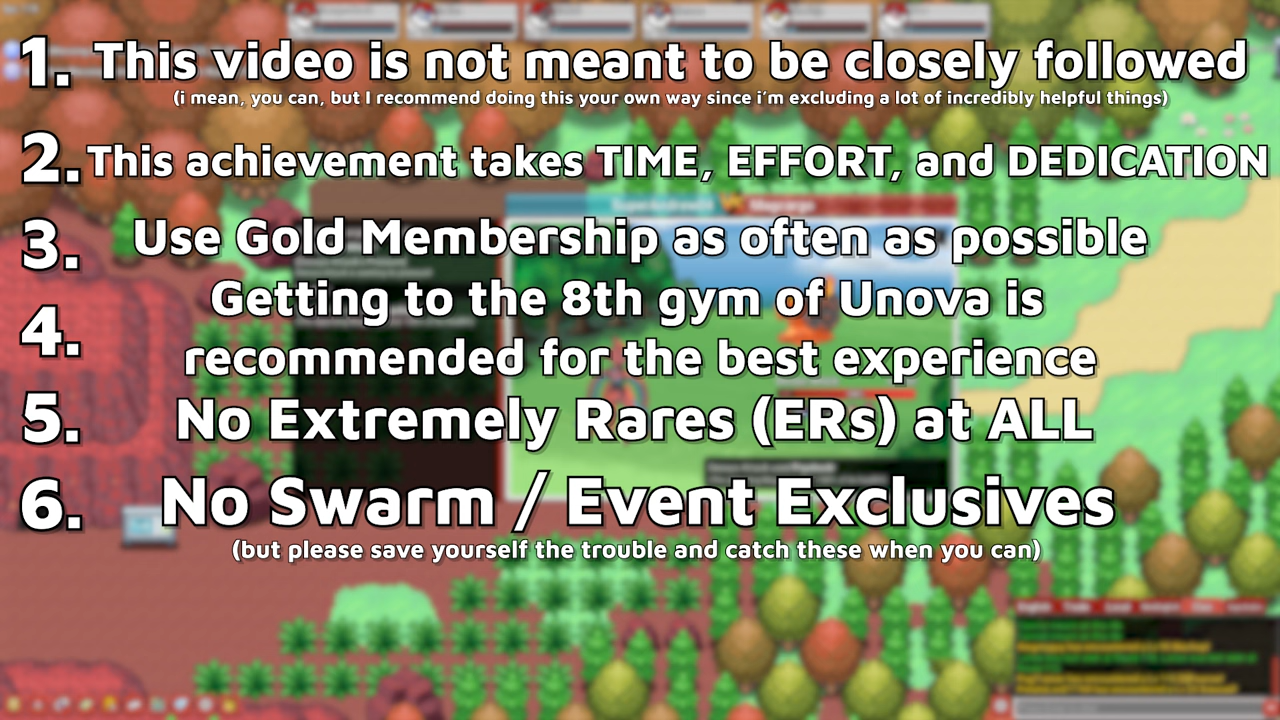 1. This video is not meant to be closely followed
(i mean, you can, but I recommend doing this your own way since i'm excluding a lot of incredibly helpful things)
2. This achievement takes TIME, EFFORT, and DEDICATION
3. Use Gold Membership as often as possible
4. Getting to the 8th gym of Unova is
recommended for the best experience
5. No Extremely Rares (ERs) at ALL
6. No Swarm / Event Exclusives
(but please save yourself the trouble and catch these when you can)